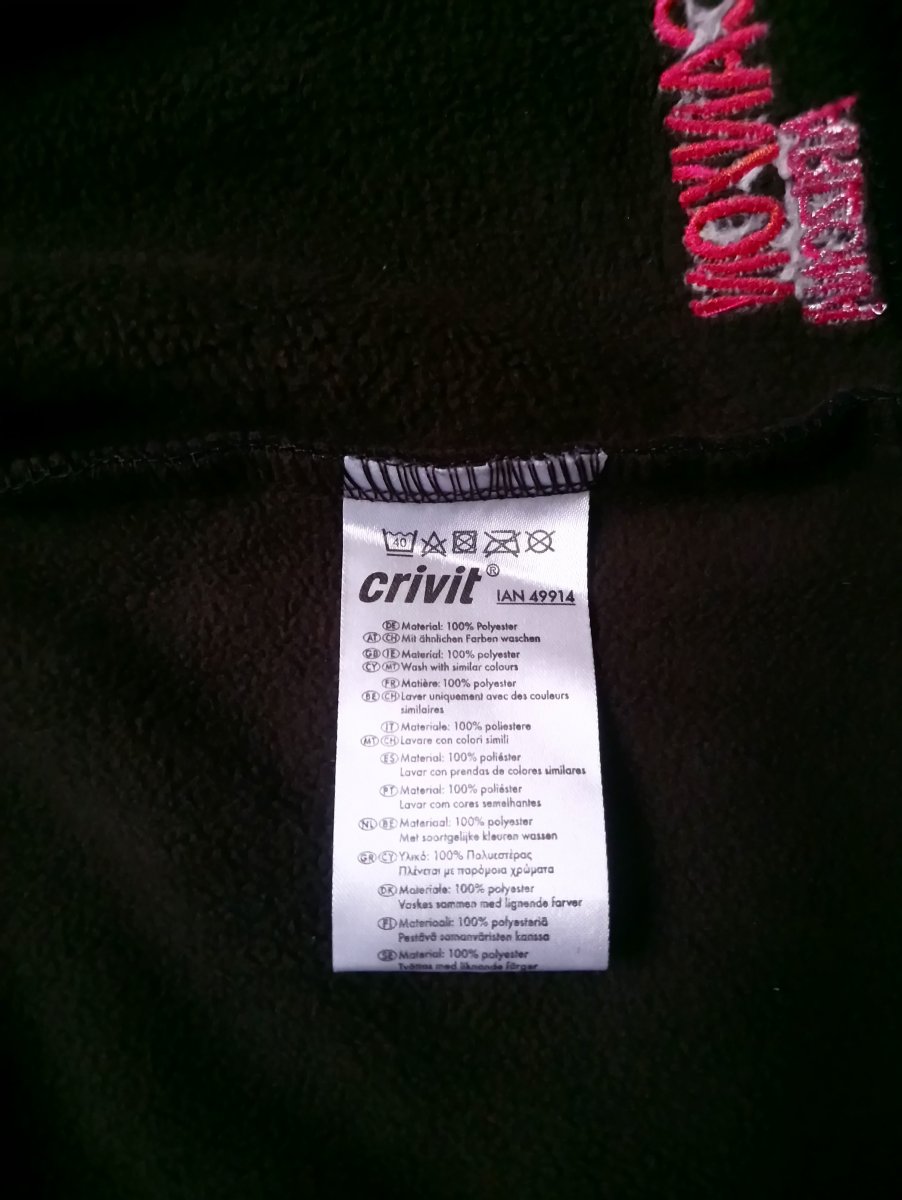 40
crivit®
IAN 49914
DE Material: 100% Polyester
AT CH Mit ähnlichen Farben waschen
GB IE Material: 100% polyester
CY MT Wash with similar colours
FR Matière: 100% polyester
BE CH Laver uniquement avec des couleurs
similaires
IT Materiale: 100% poliestere
MT CH Lavare con colori simili
ES Material: 100% poliéster
Lavar con prendas de colores similares
PT Material: 100% poliéster
Lavar com cores semelhantes
NL BE Materiaal: 100% polyester
Met soortgelijke kleuren wassen
GR CY Υλικό: 100% Πολυεστέρας
Πλένεται με παρόμοια χρώματα
DK Materiale: 100% polyester
Vaskes sammen med lignende farver
FI Materiaali: 100% polyesteriä
Pestävä samanväristen kanssa
SE Material: 100% polyester
Tvättas med liknande färger